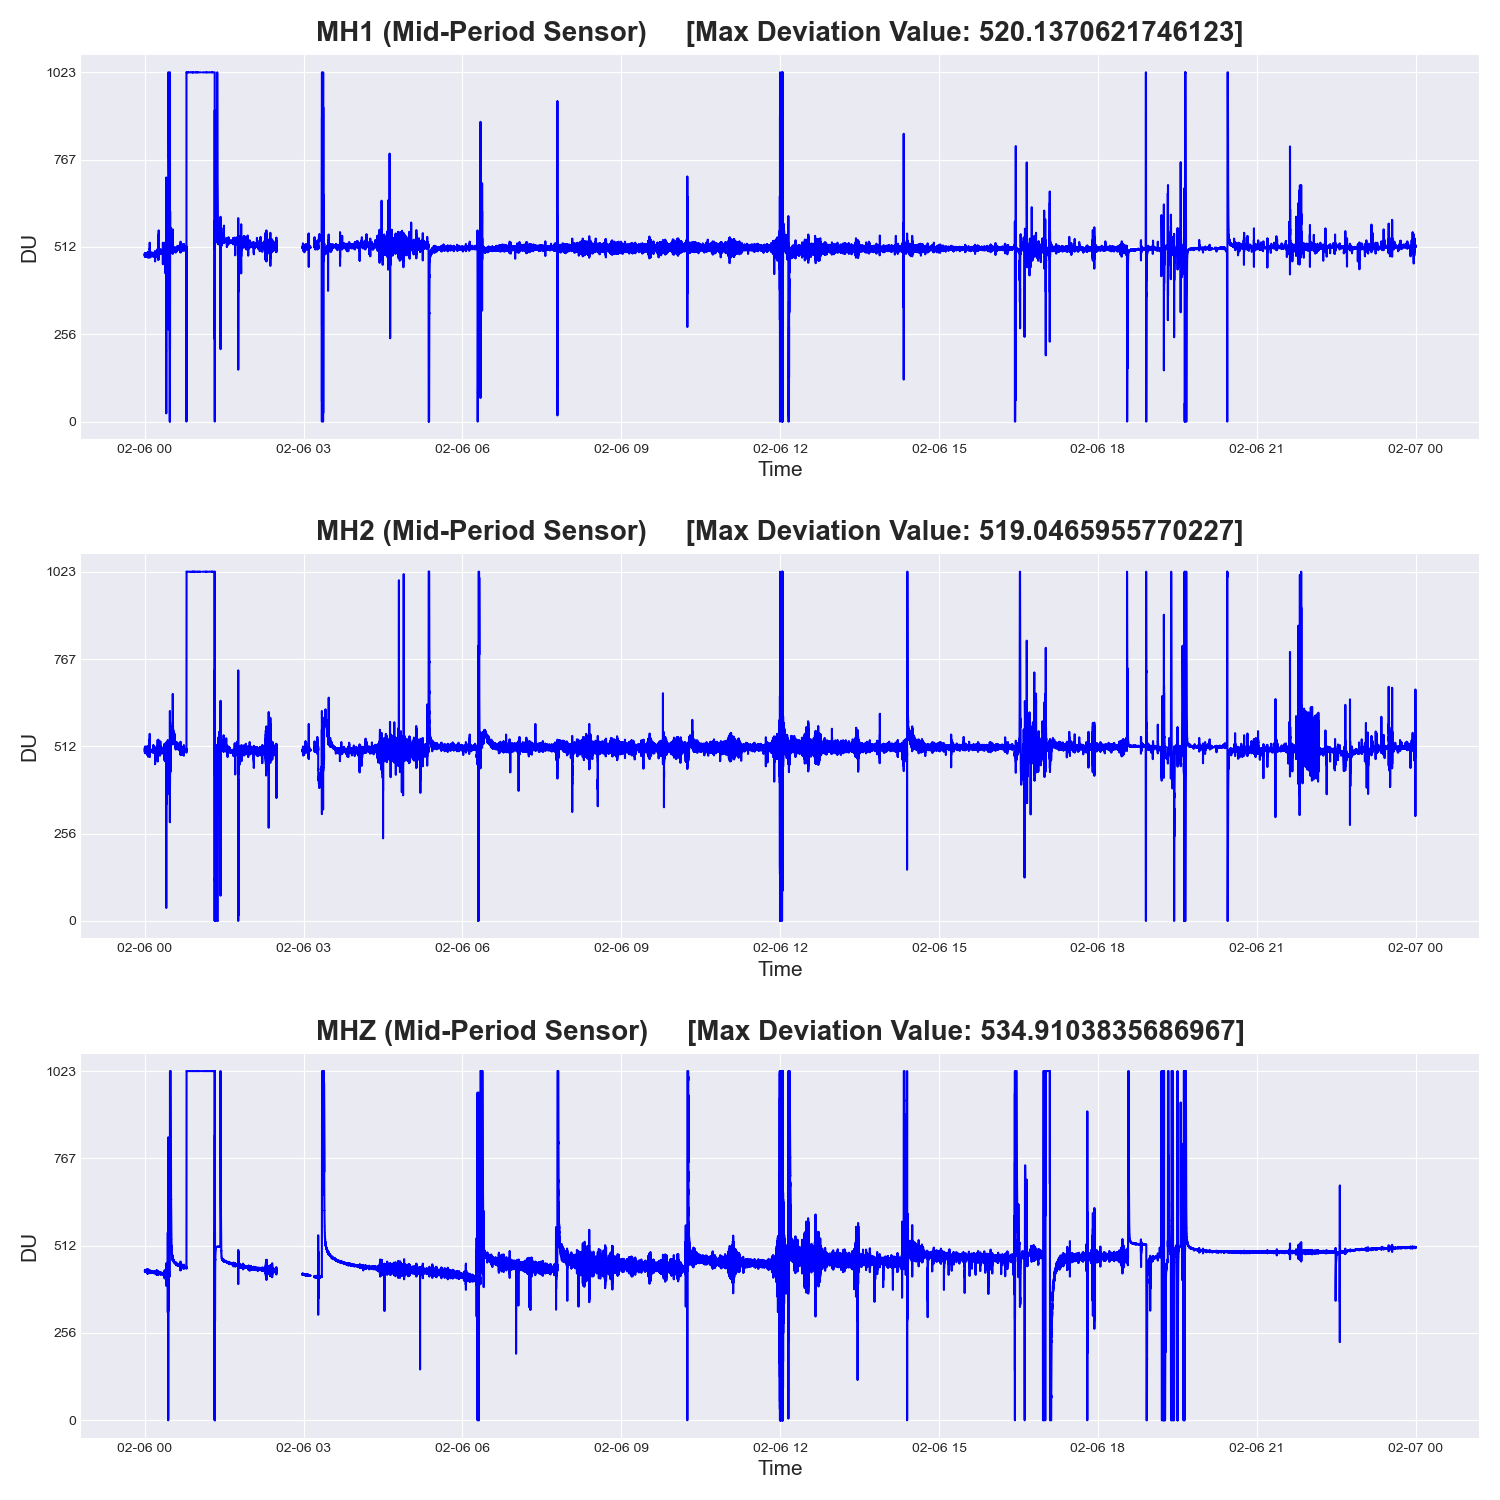 MH1 (Mid-Period Sensor) [Max Deviation Value: 520.1370621746123]
1023
767
512
256
0
DU
02-06 00 02-06 03 02-06 06 02-06 09 02-06 12 02-06 15 02-06 18 02-06 21 02-07 00
Time
MH2 (Mid-Period Sensor) [Max Deviation Value: 519.0465955770227]
1023
767
512
256
0
DU
02-06 00 02-06 03 02-06 06 02-06 09 02-06 12 02-06 15 02-06 18 02-06 21 02-07 00
Time
MHZ (Mid-Period Sensor) [Max Deviation Value: 534.9103835686967]
1023
767
512
256
0
DU
02-06 00 02-06 03 02-06 06 02-06 09 02-06 12 02-06 15 02-06 18 02-06 21 02-07 00
Time